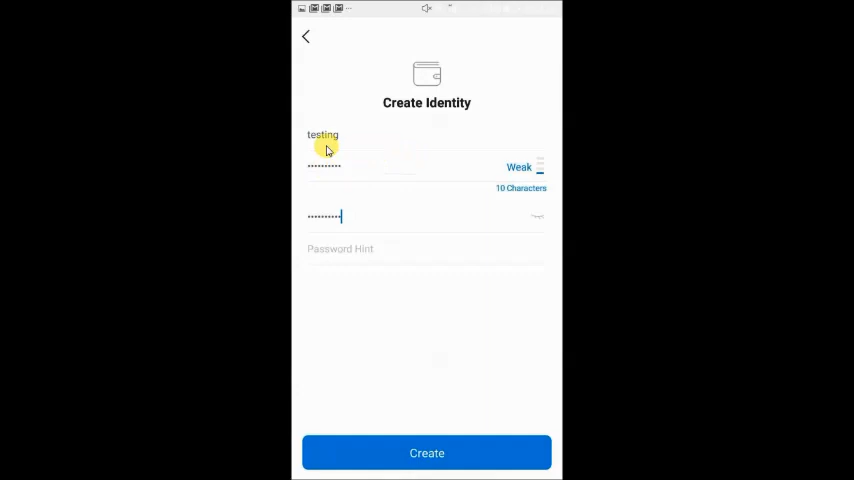 Create Identity
testing
•••••••••• Weak
10 Characters
••••••••••
Password Hint
Create